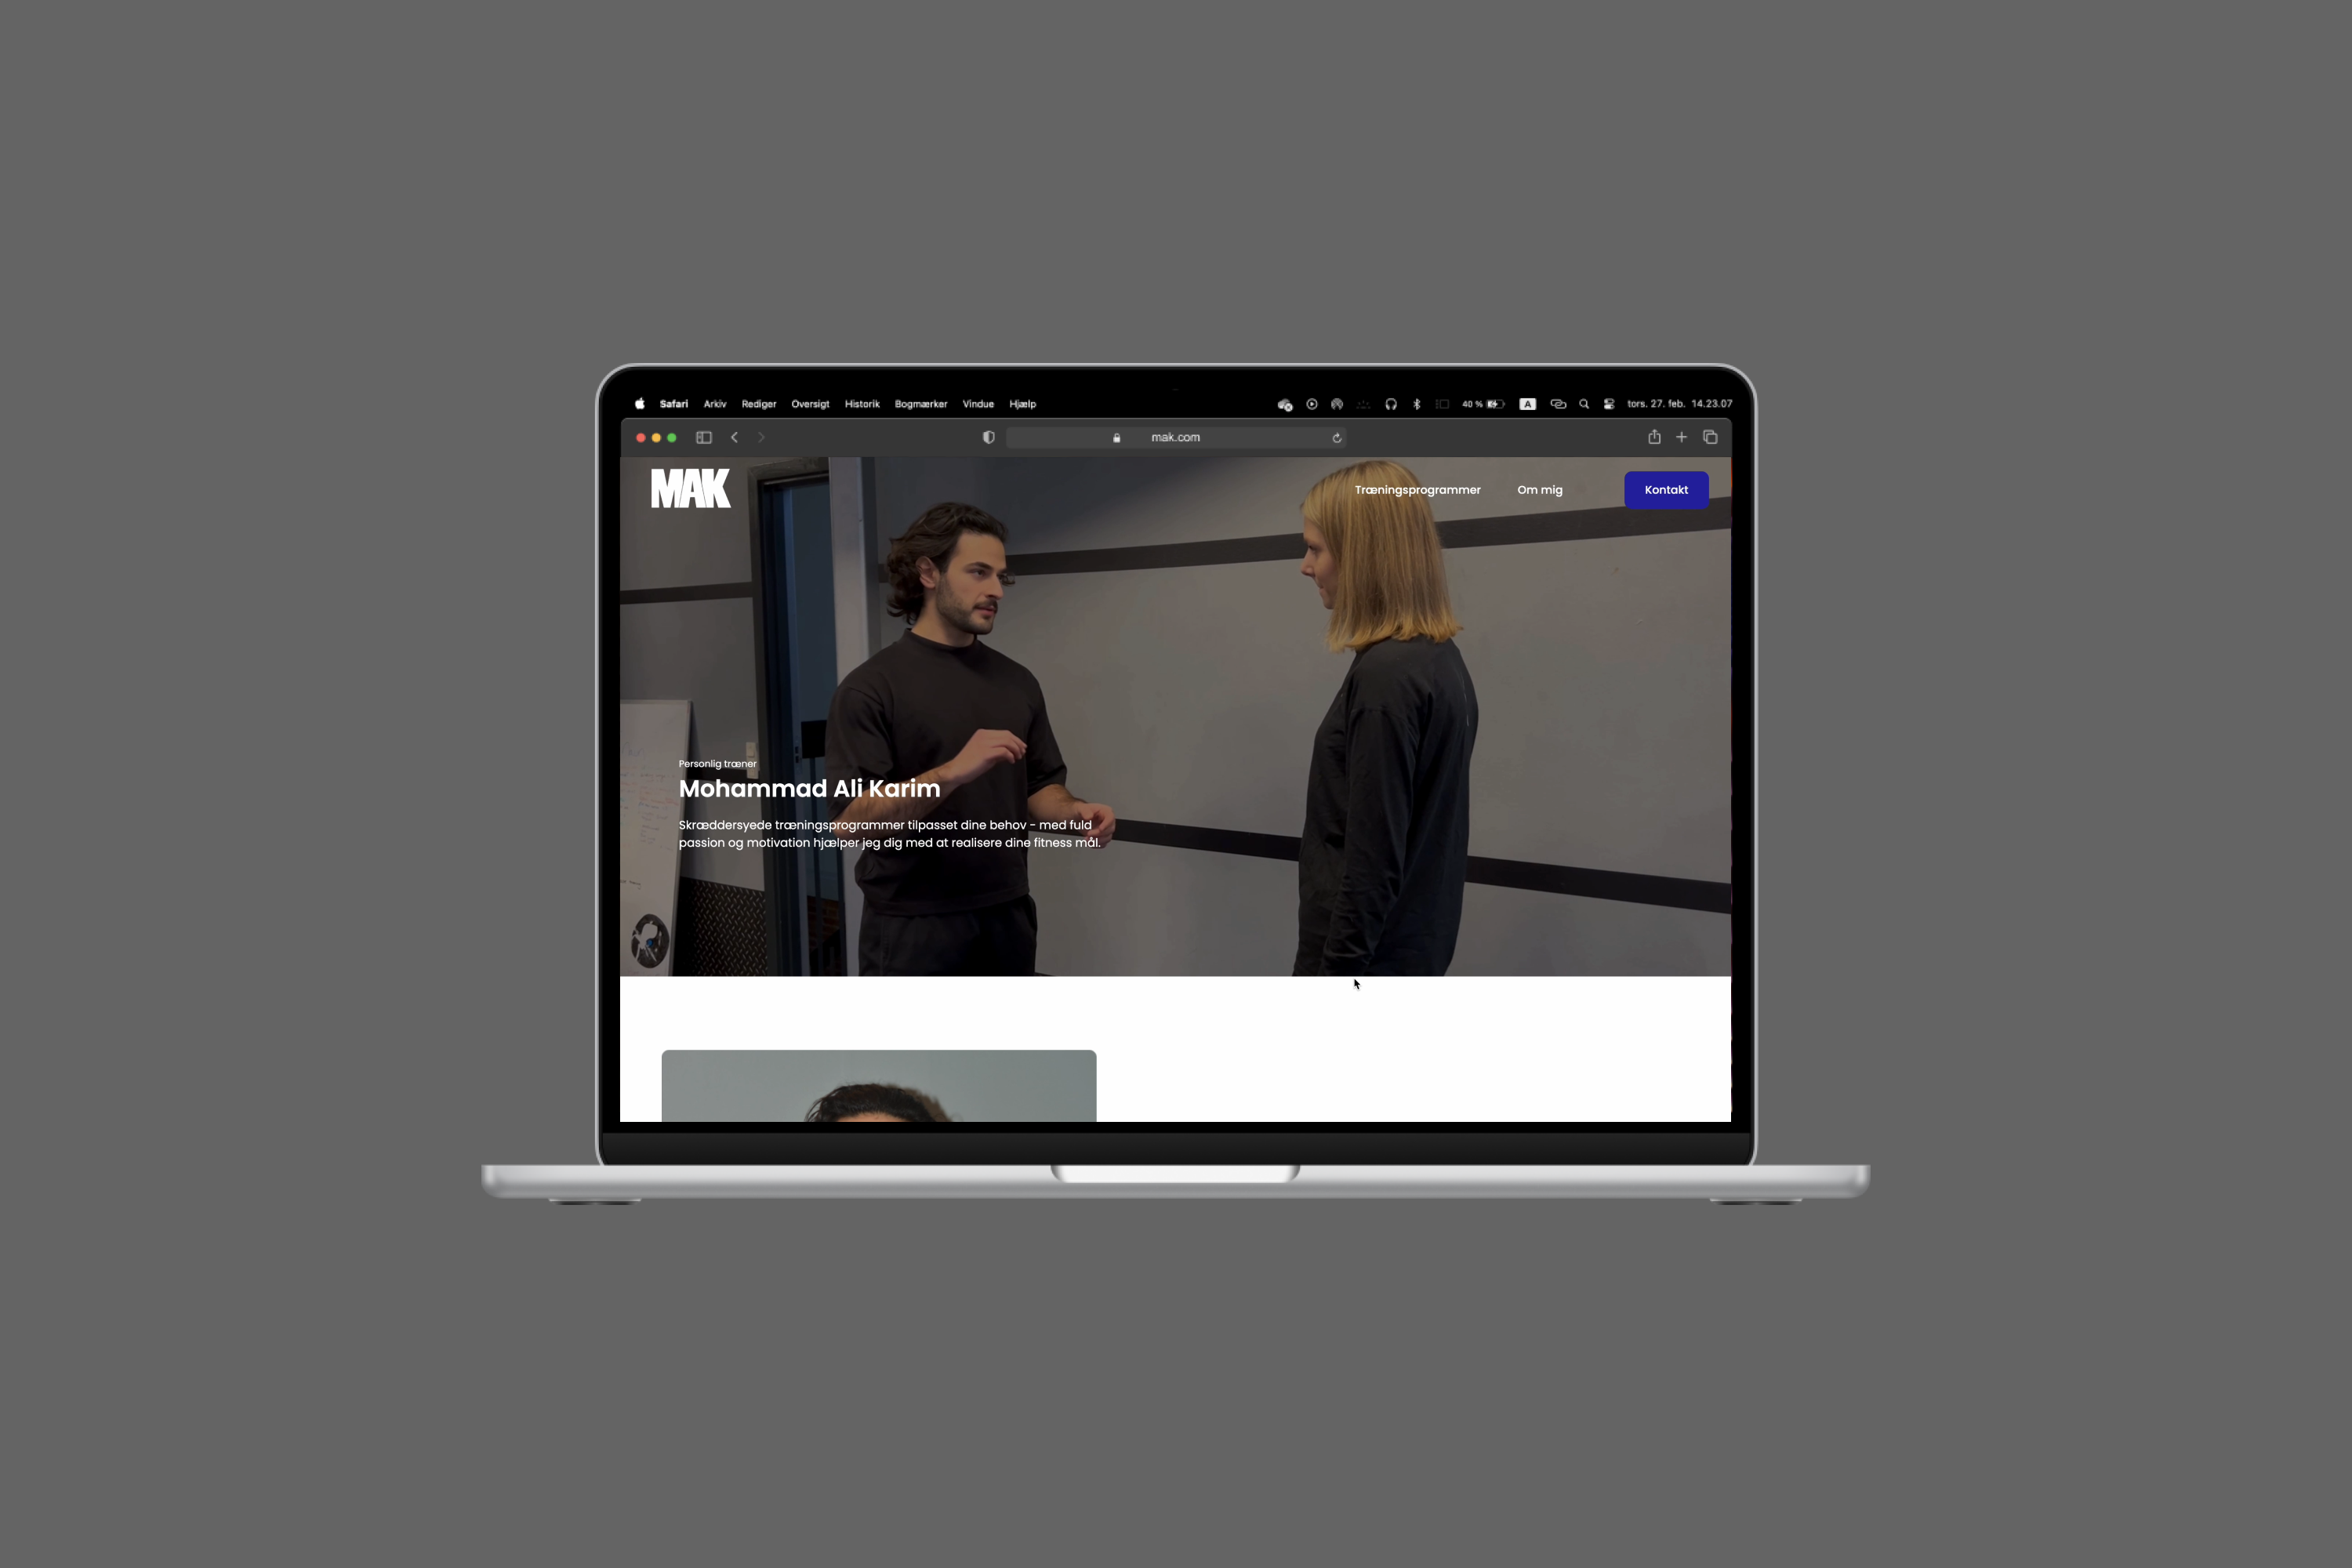 Safari Arkiv Rediger Oversigt Historik Bogmærker Vindue Hjælp 40 % A tors. 27. feb. 14.23.07
mak.com
MAK Træningsprogrammer Om mig Kontakt
Personlig træner
Mohammad Ali Karim
Skræddersyede træningsprogrammer tilpasset dine behov - med fuld
passion og motivation hjælper jeg dig med at realisere dine fitness mål.